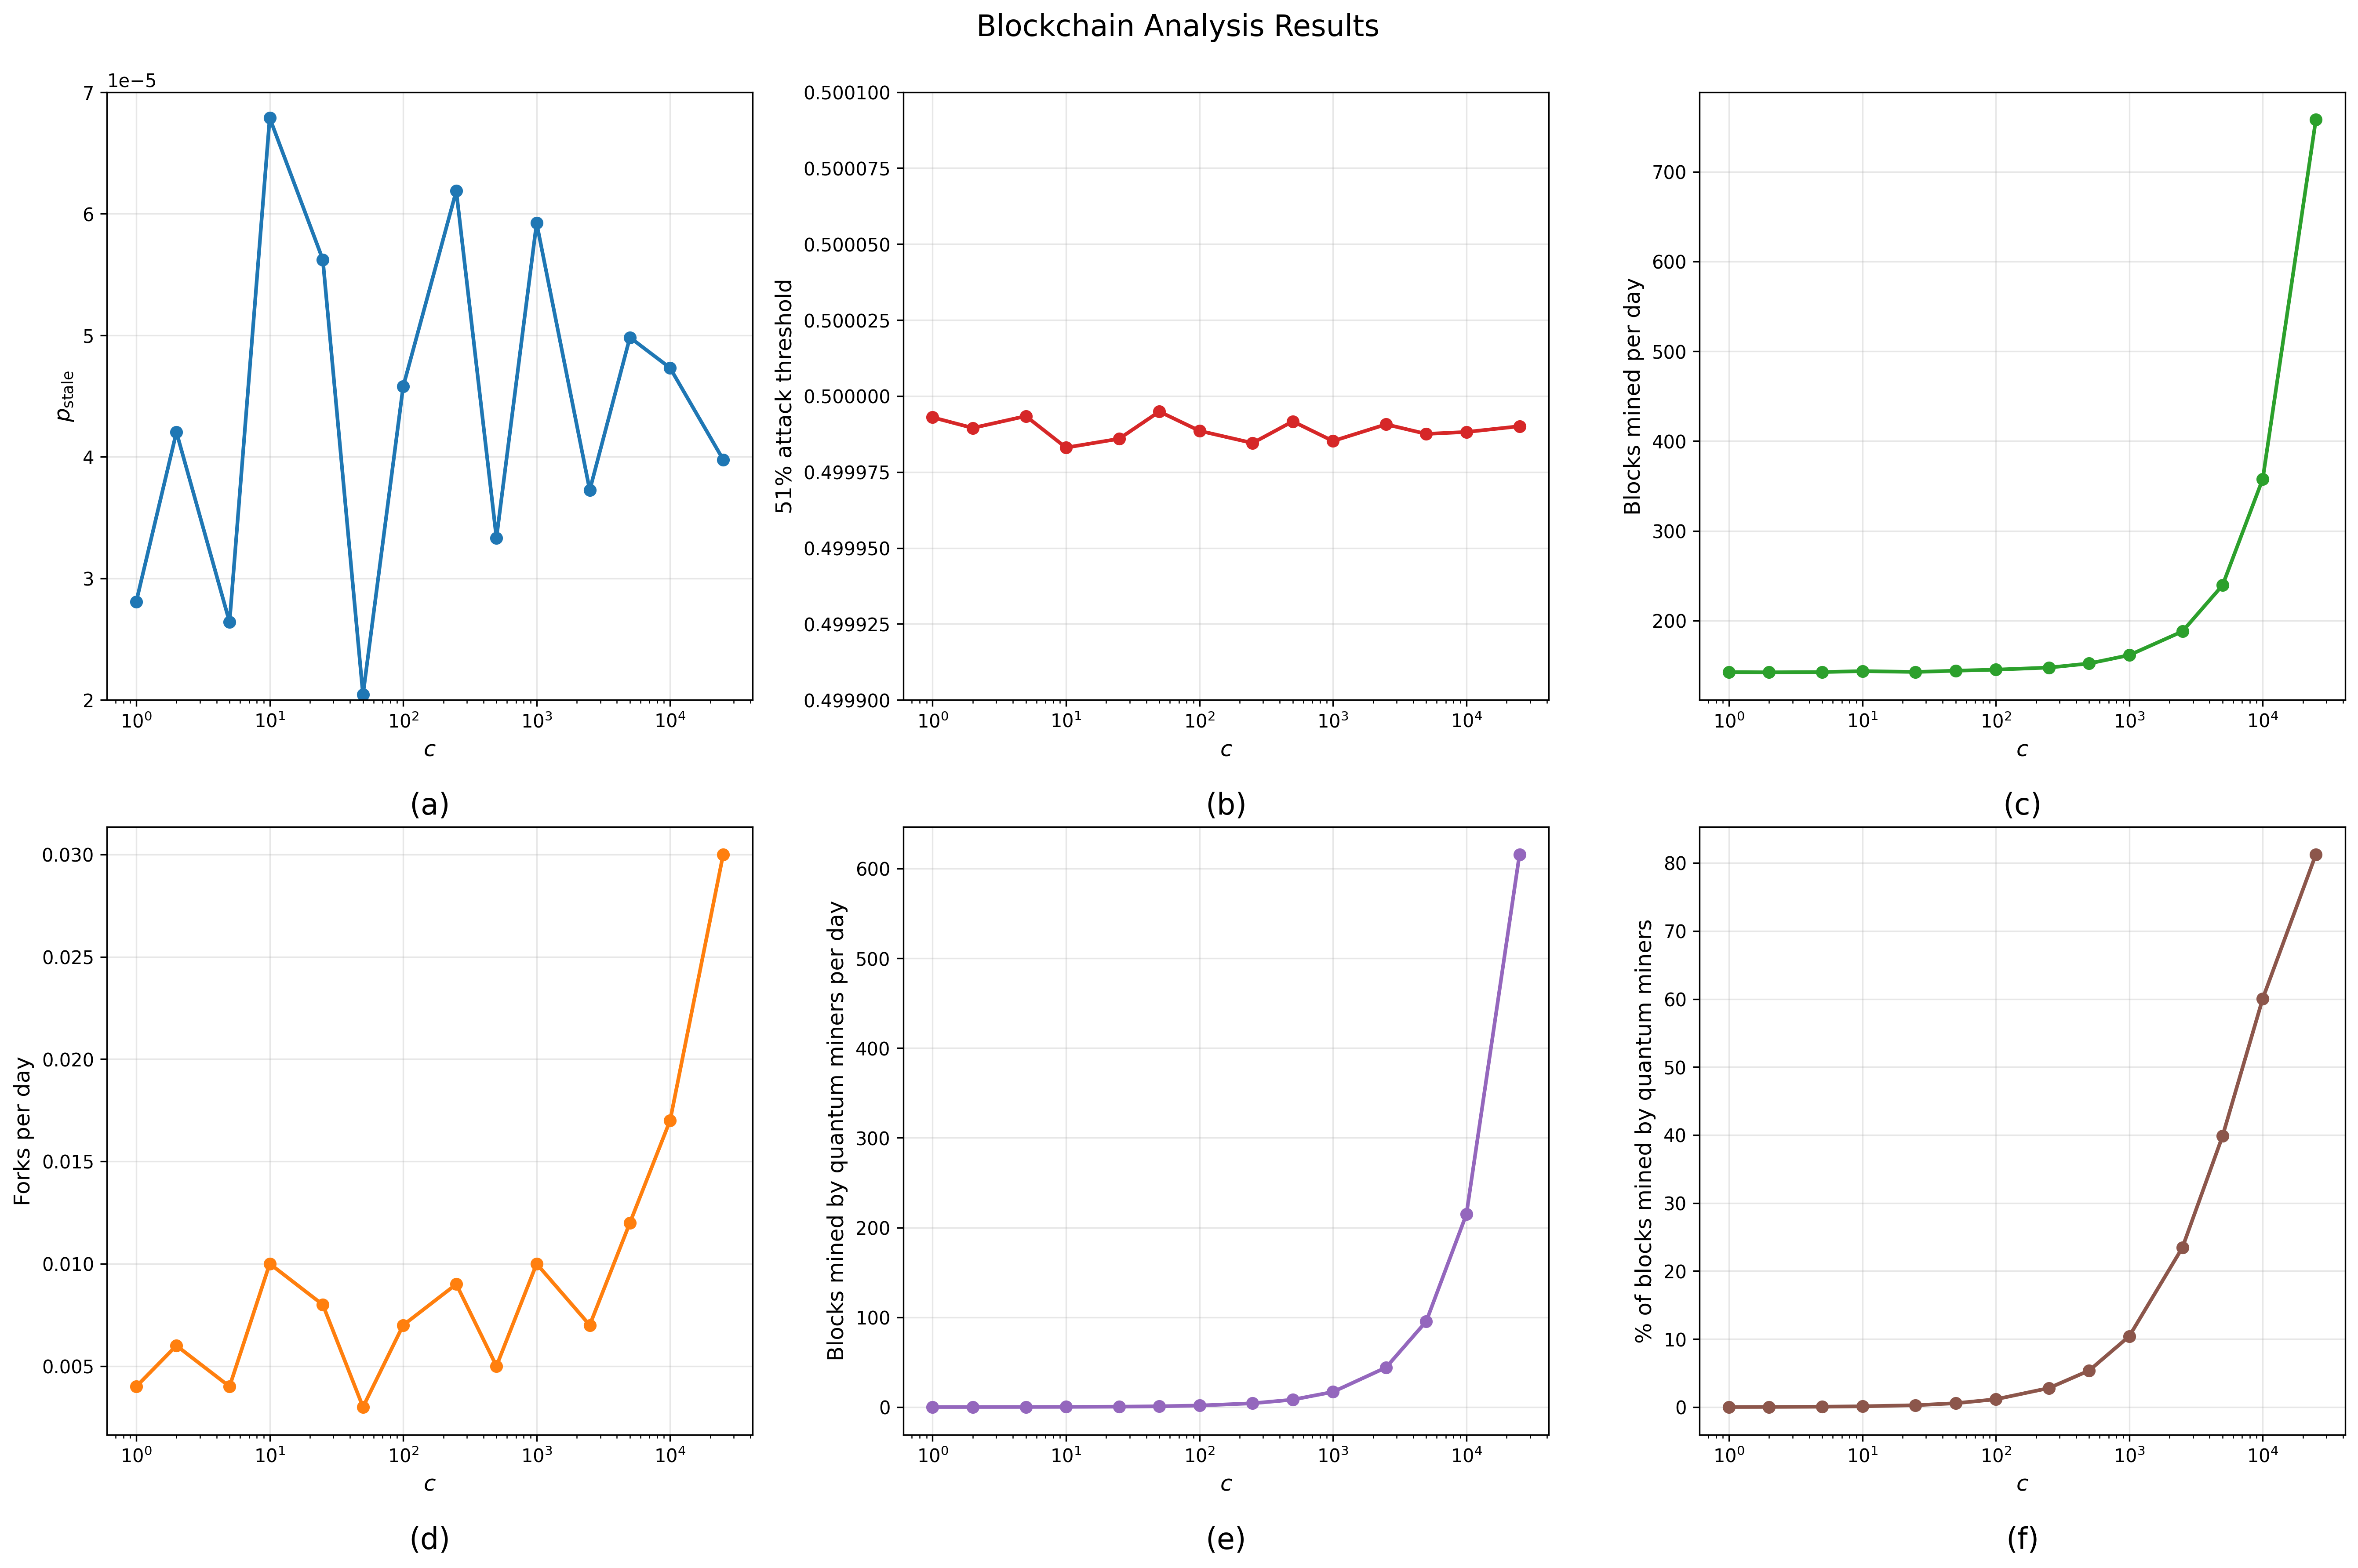 Blockchain Analysis Results
1e−5
7
6
5
4
3
2
p_stale
10^0 10^1 10^2 10^3 10^4
c
(a)
0.500100
0.500075
0.500050
0.500025
0.500000
0.499975
0.499950
0.499925
0.499900
51% attack threshold
10^0 10^1 10^2 10^3 10^4
c
(b)
700
600
500
400
300
200
Blocks mined per day
10^0 10^1 10^2 10^3 10^4
c
(c)
0.030
0.025
0.020
0.015
0.010
0.005
Forks per day
10^0 10^1 10^2 10^3 10^4
c
(d)
600
500
400
300
200
100
0
Blocks mined by quantum miners per day
10^0 10^1 10^2 10^3 10^4
c
(e)
80
70
60
50
40
30
20
10
0
% of blocks mined by quantum miners
10^0 10^1 10^2 10^3 10^4
c
(f)